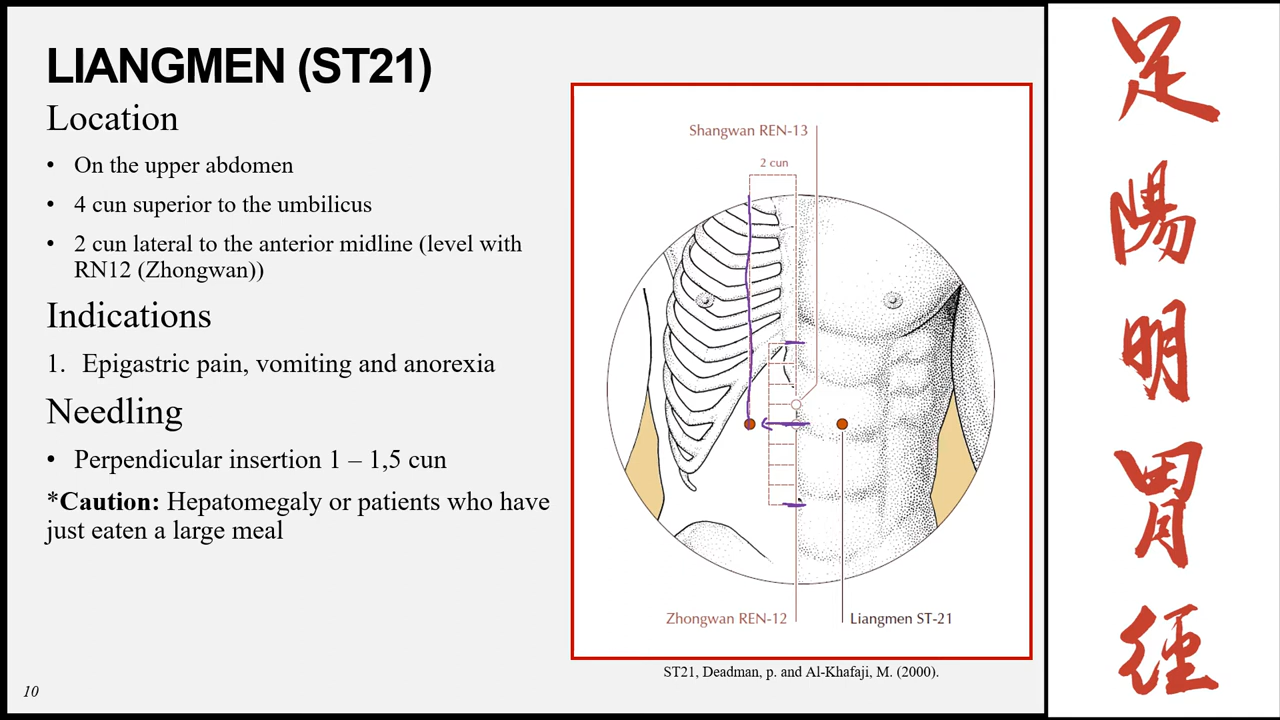 LIANGMEN (ST21)
Location
• On the upper abdomen
• 4 cun superior to the umbilicus
• 2 cun lateral to the anterior midline (level with
RN12 (Zhongwan))
Indications
1. Epigastric pain, vomiting and anorexia
Needling
• Perpendicular insertion 1 – 1,5 cun
*Caution: Hepatomegaly or patients who have
just eaten a large meal
10
Shangwan REN-13
2 cun
Zhongwan REN-12
Liangmen ST-21
ST21, Deadman, p. and Al-Khafaji, M. (2000).
足
陽
明
胃
徑